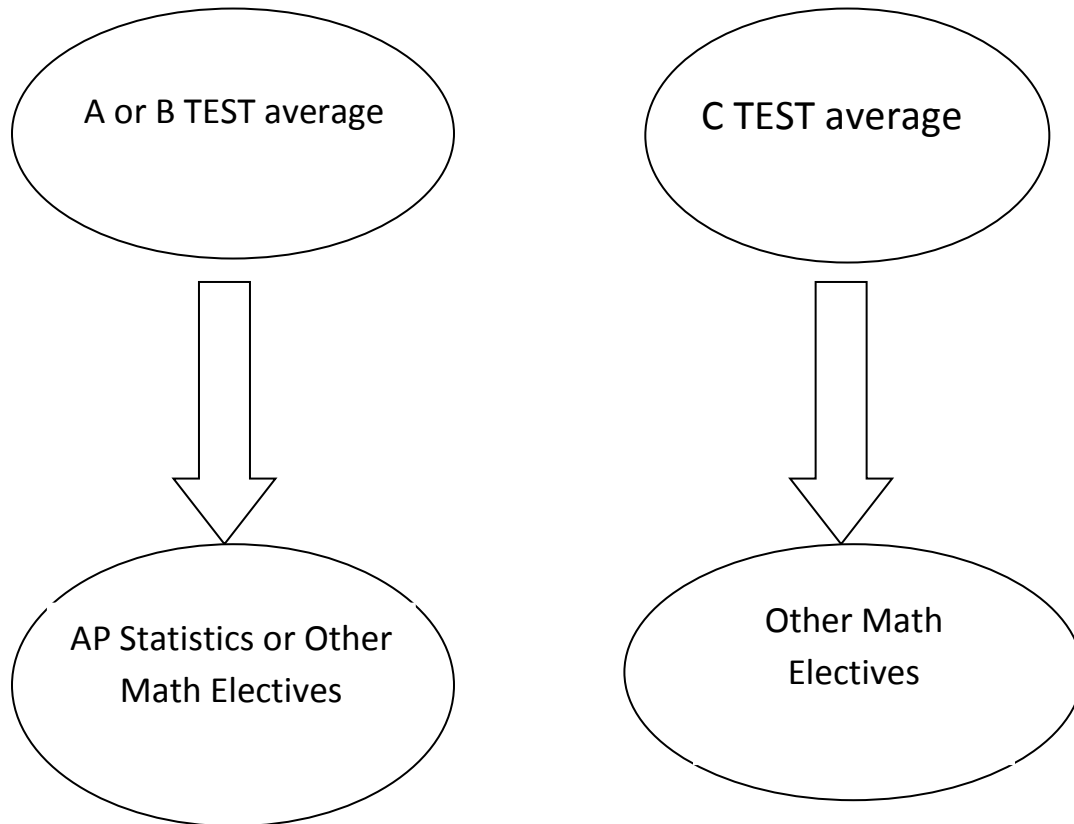 A or B TEST average
C TEST average
AP Statistics or Other
Math Electives
Other Math
Electives